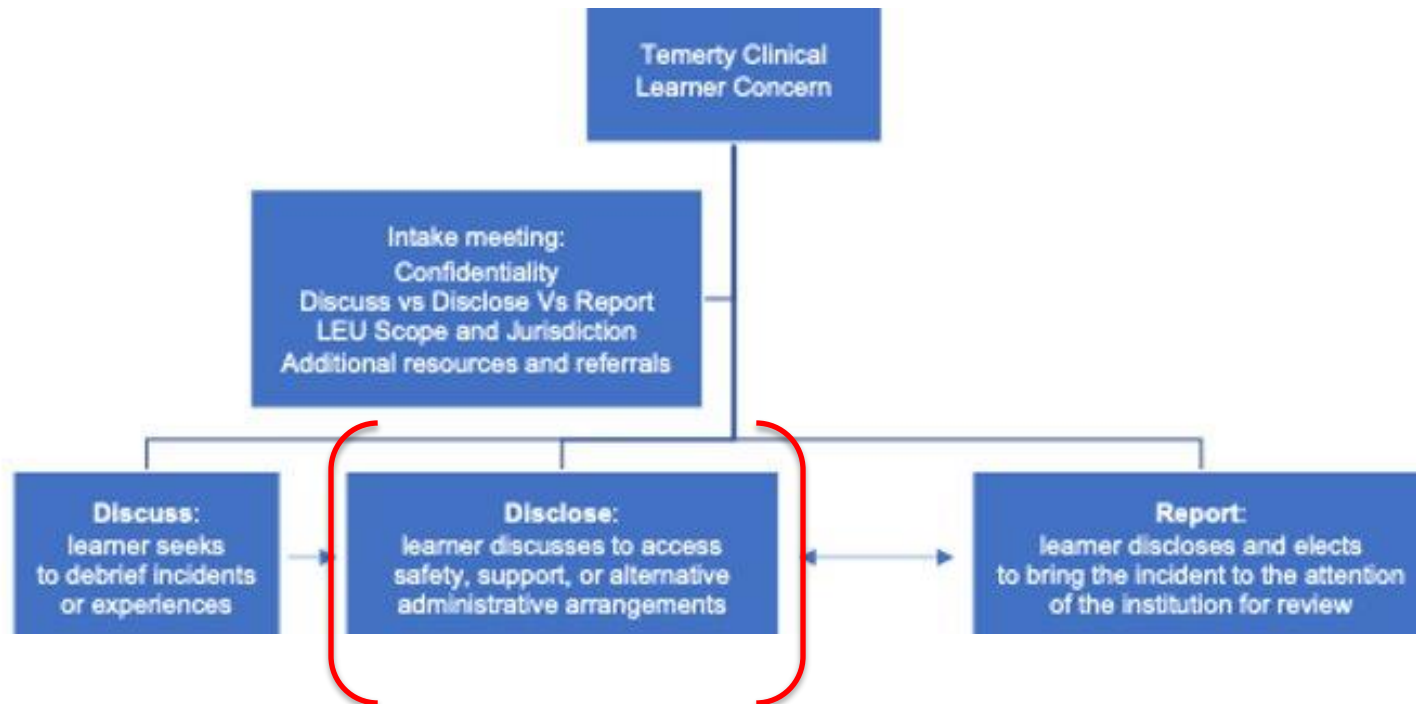 Temerty Clinical
Learner Concern
Intake meeting:
Confidentiality
Discuss vs Disclose Vs Report
LEU Scope and Jurisdiction
Additional resources and referrals
Discuss:
learner seeks
to debrief incidents
or experiences
Disclose:
learner discusses to access
safety, support, or alternative
administrative arrangements
Report:
learner discloses and elects
to bring the incident to the attention
of the institution for review